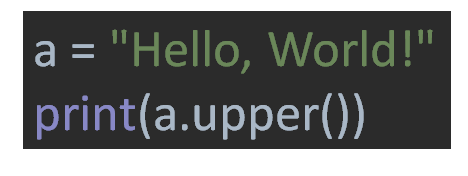 a = "Hello, World!"
print(a.upper())